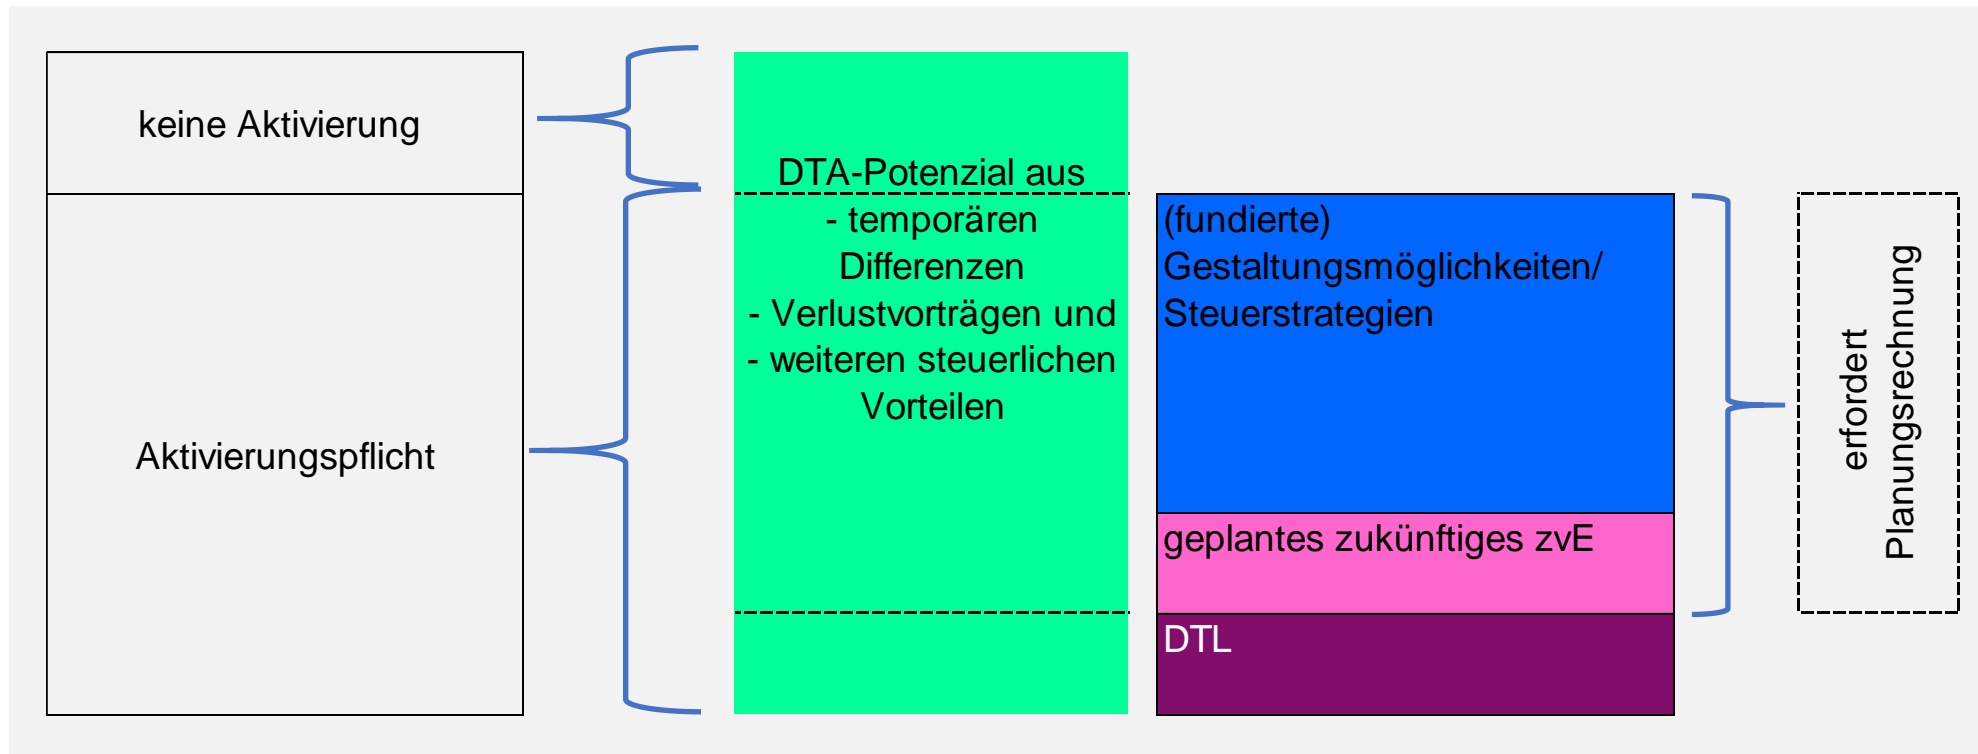 keine Aktivierung
Aktivierungspflicht
DTA-Potenzial aus
- temporären
Differenzen
- Verlustvorträgen und
- weiteren steuerlichen
Vorteilen
(fundierte)
Gestaltungsmöglichkeiten/
Steuerstrategien
geplantes zukünftiges zvE
DTL
erfordert
Planungsrechnung